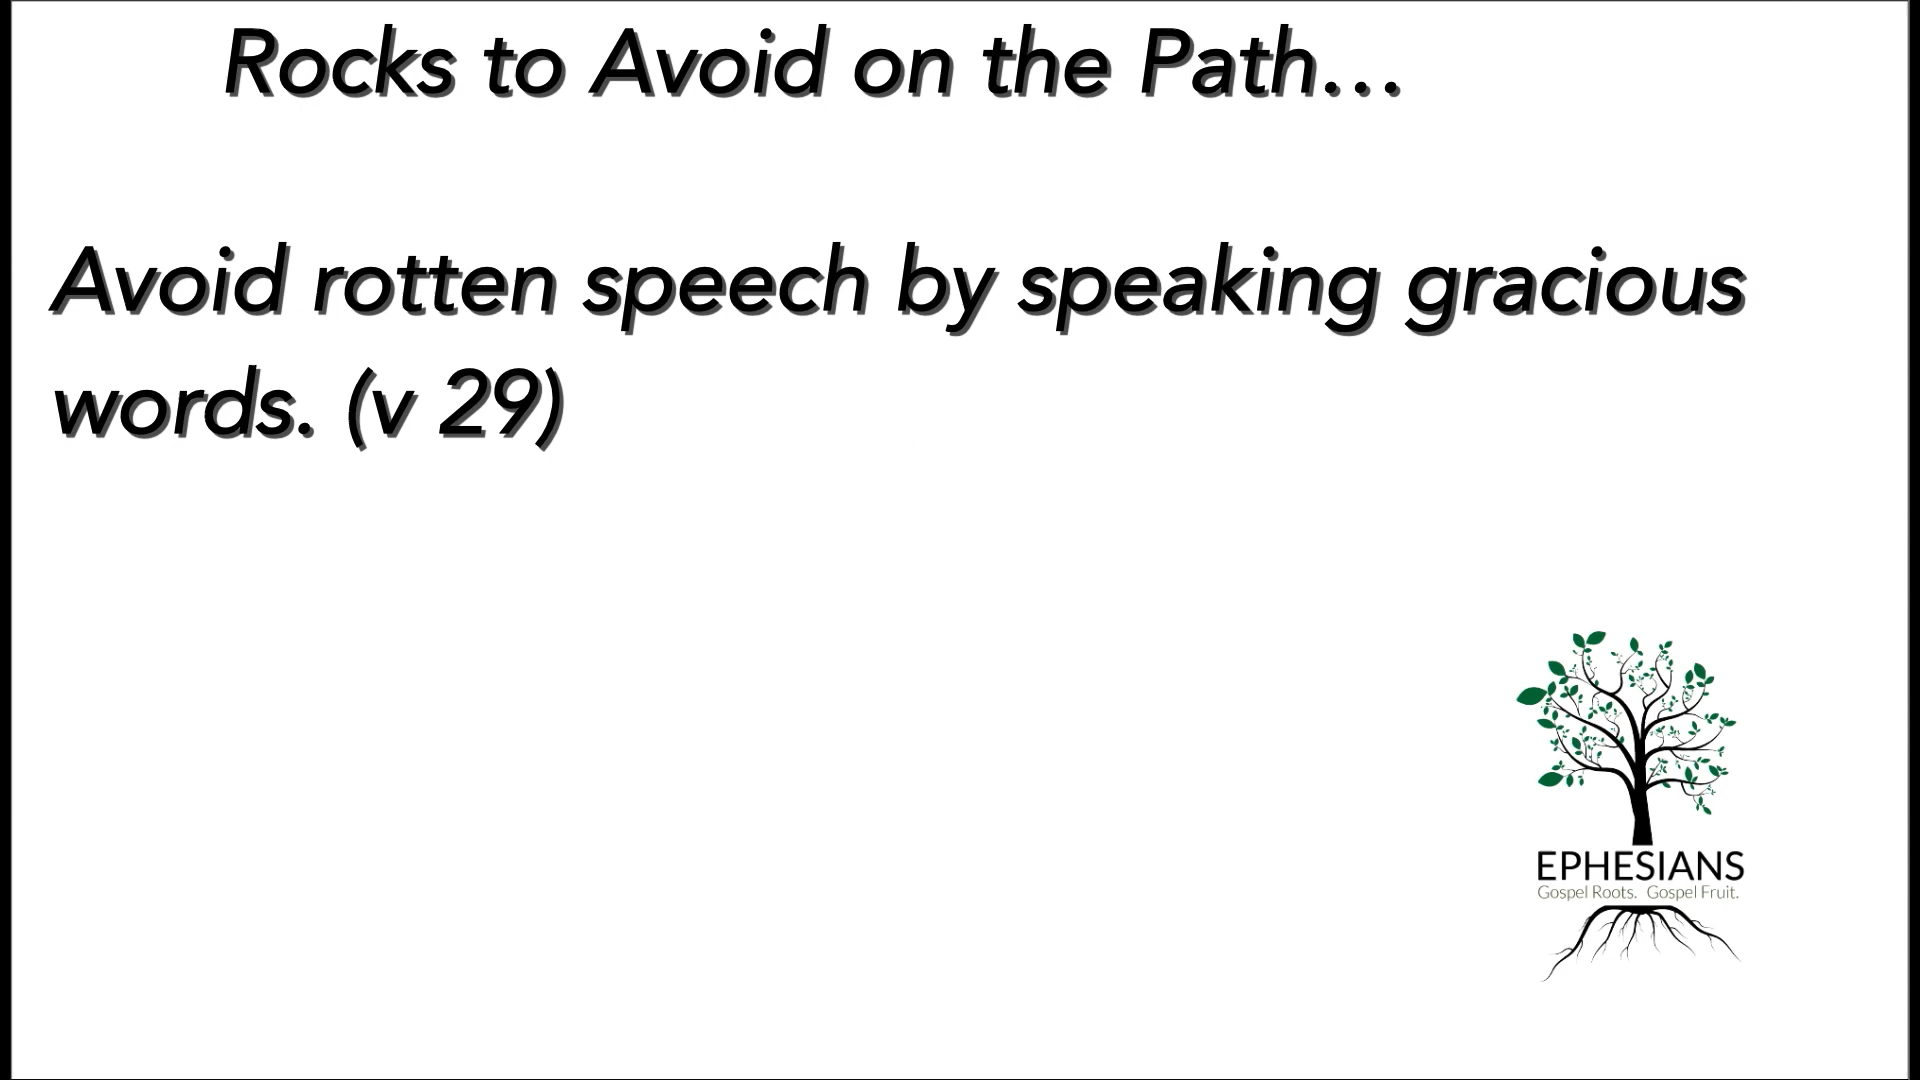 Rocks to Avoid on the Path...
Avoid rotten speech by speaking gracious
words. (v 29)
EPHESIANS
Gospel Roots. Gospel Fruit.